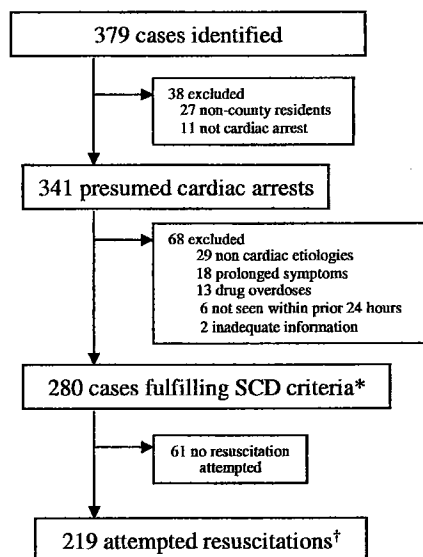 379 cases identified
38 excluded
27 non-county residents
11 not cardiac arrest
341 presumed cardiac arrests
68 excluded
29 non cardiac etiologies
18 prolonged symptoms
13 drug overdoses
6 not seen within prior 24 hours
2 inadequate information
280 cases fulfilling SCD criteria*
61 no resuscitation
attempted
219 attempted resuscitations†